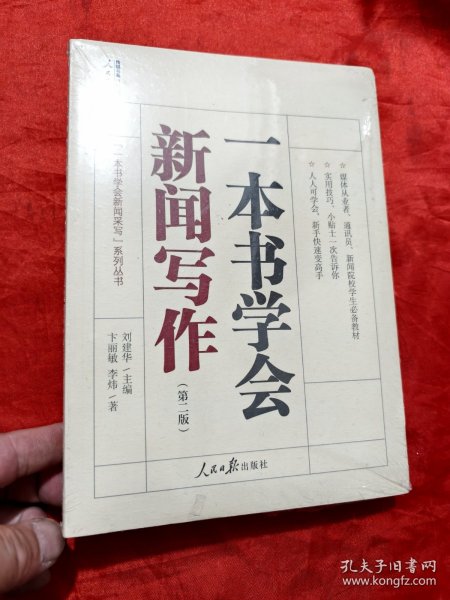 一本书学会
新闻写作
（第二版）
☆ 媒体从业者、通讯员、新闻院校学生必备教材
☆ 实用技巧、小贴士一次告诉你
☆ 人人可学会，新手快速变高手
“一本书学会新闻采写”系列丛书
刘建华/主编
卞丽敏 李炜/著
人民日报出版社
孔夫子旧书网
www.kongfz.com